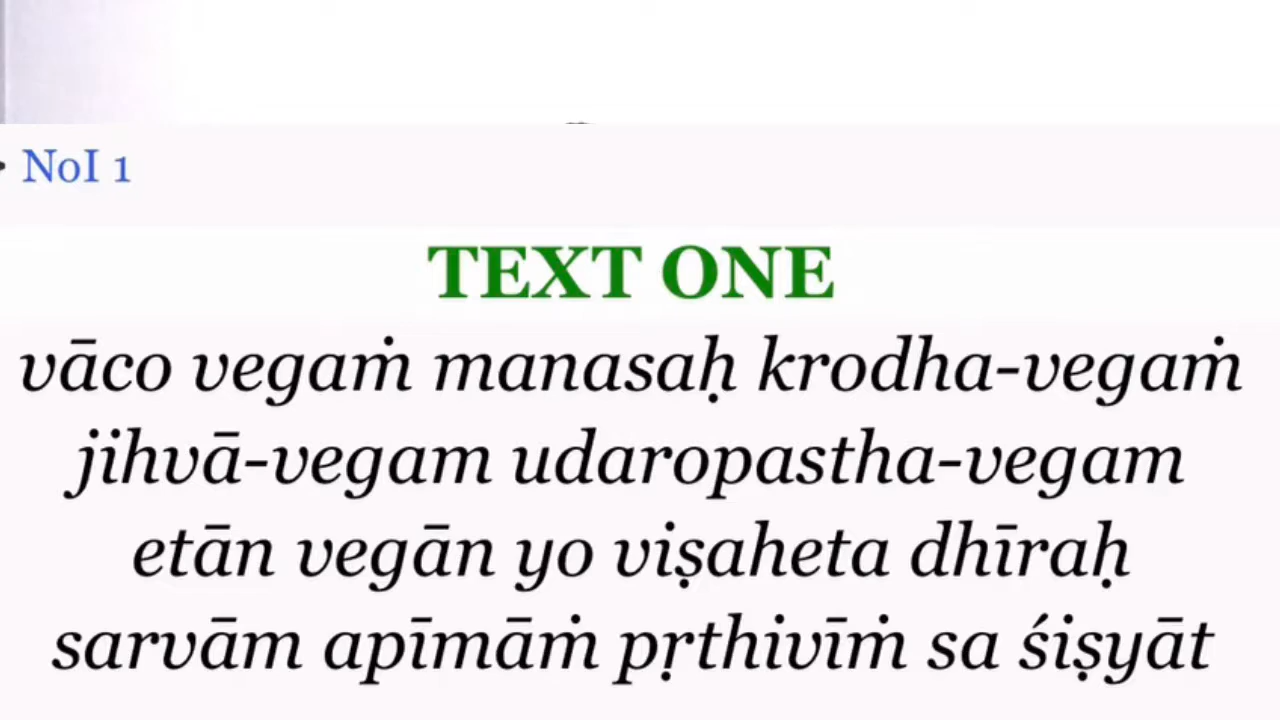 NoI 1
TEXT ONE
vāco vegaṁ manasaḥ krodha-vegaṁ
jihvā-vegam udaropastha-vegam
etān vegān yo viṣaheta dhīraḥ
sarvām apīmāṁ pṛthivīṁ sa śiṣyāt